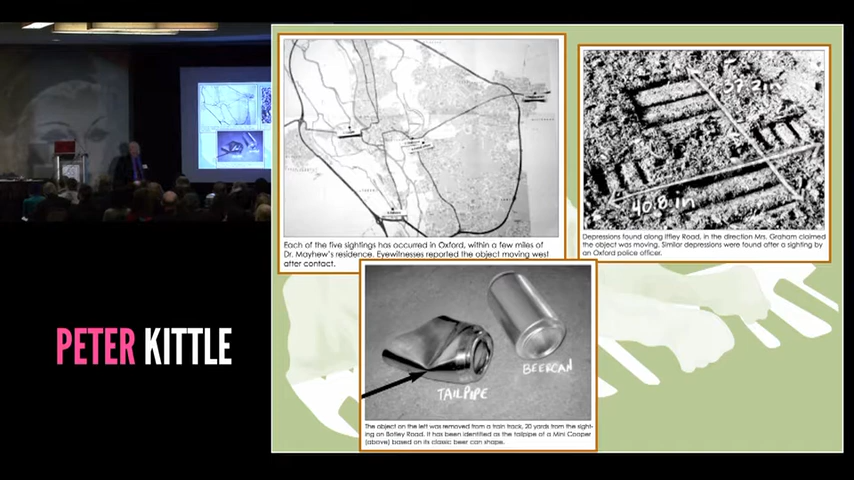 Each of the five sightings has occurred in Oxford, within a few miles of
Dr. Mayhew's residence. Eyewitnesses reported the object moving west
after contact.
37.2 in
40.8 in
Depressions found along Iffley Road, in the direction Mrs. Graham claimed
the object was moving. Similar depressions were found after a sighting by
an Oxford police officer.
PETER KITTLE
TAILPIPE
BEERCAN
The object on the left was removed from a train track, 20 yards from the sight-
ing on Botley Road. It has been identified as the tailpipe of a Mini Cooper
(above) based on its classic beer can shape.